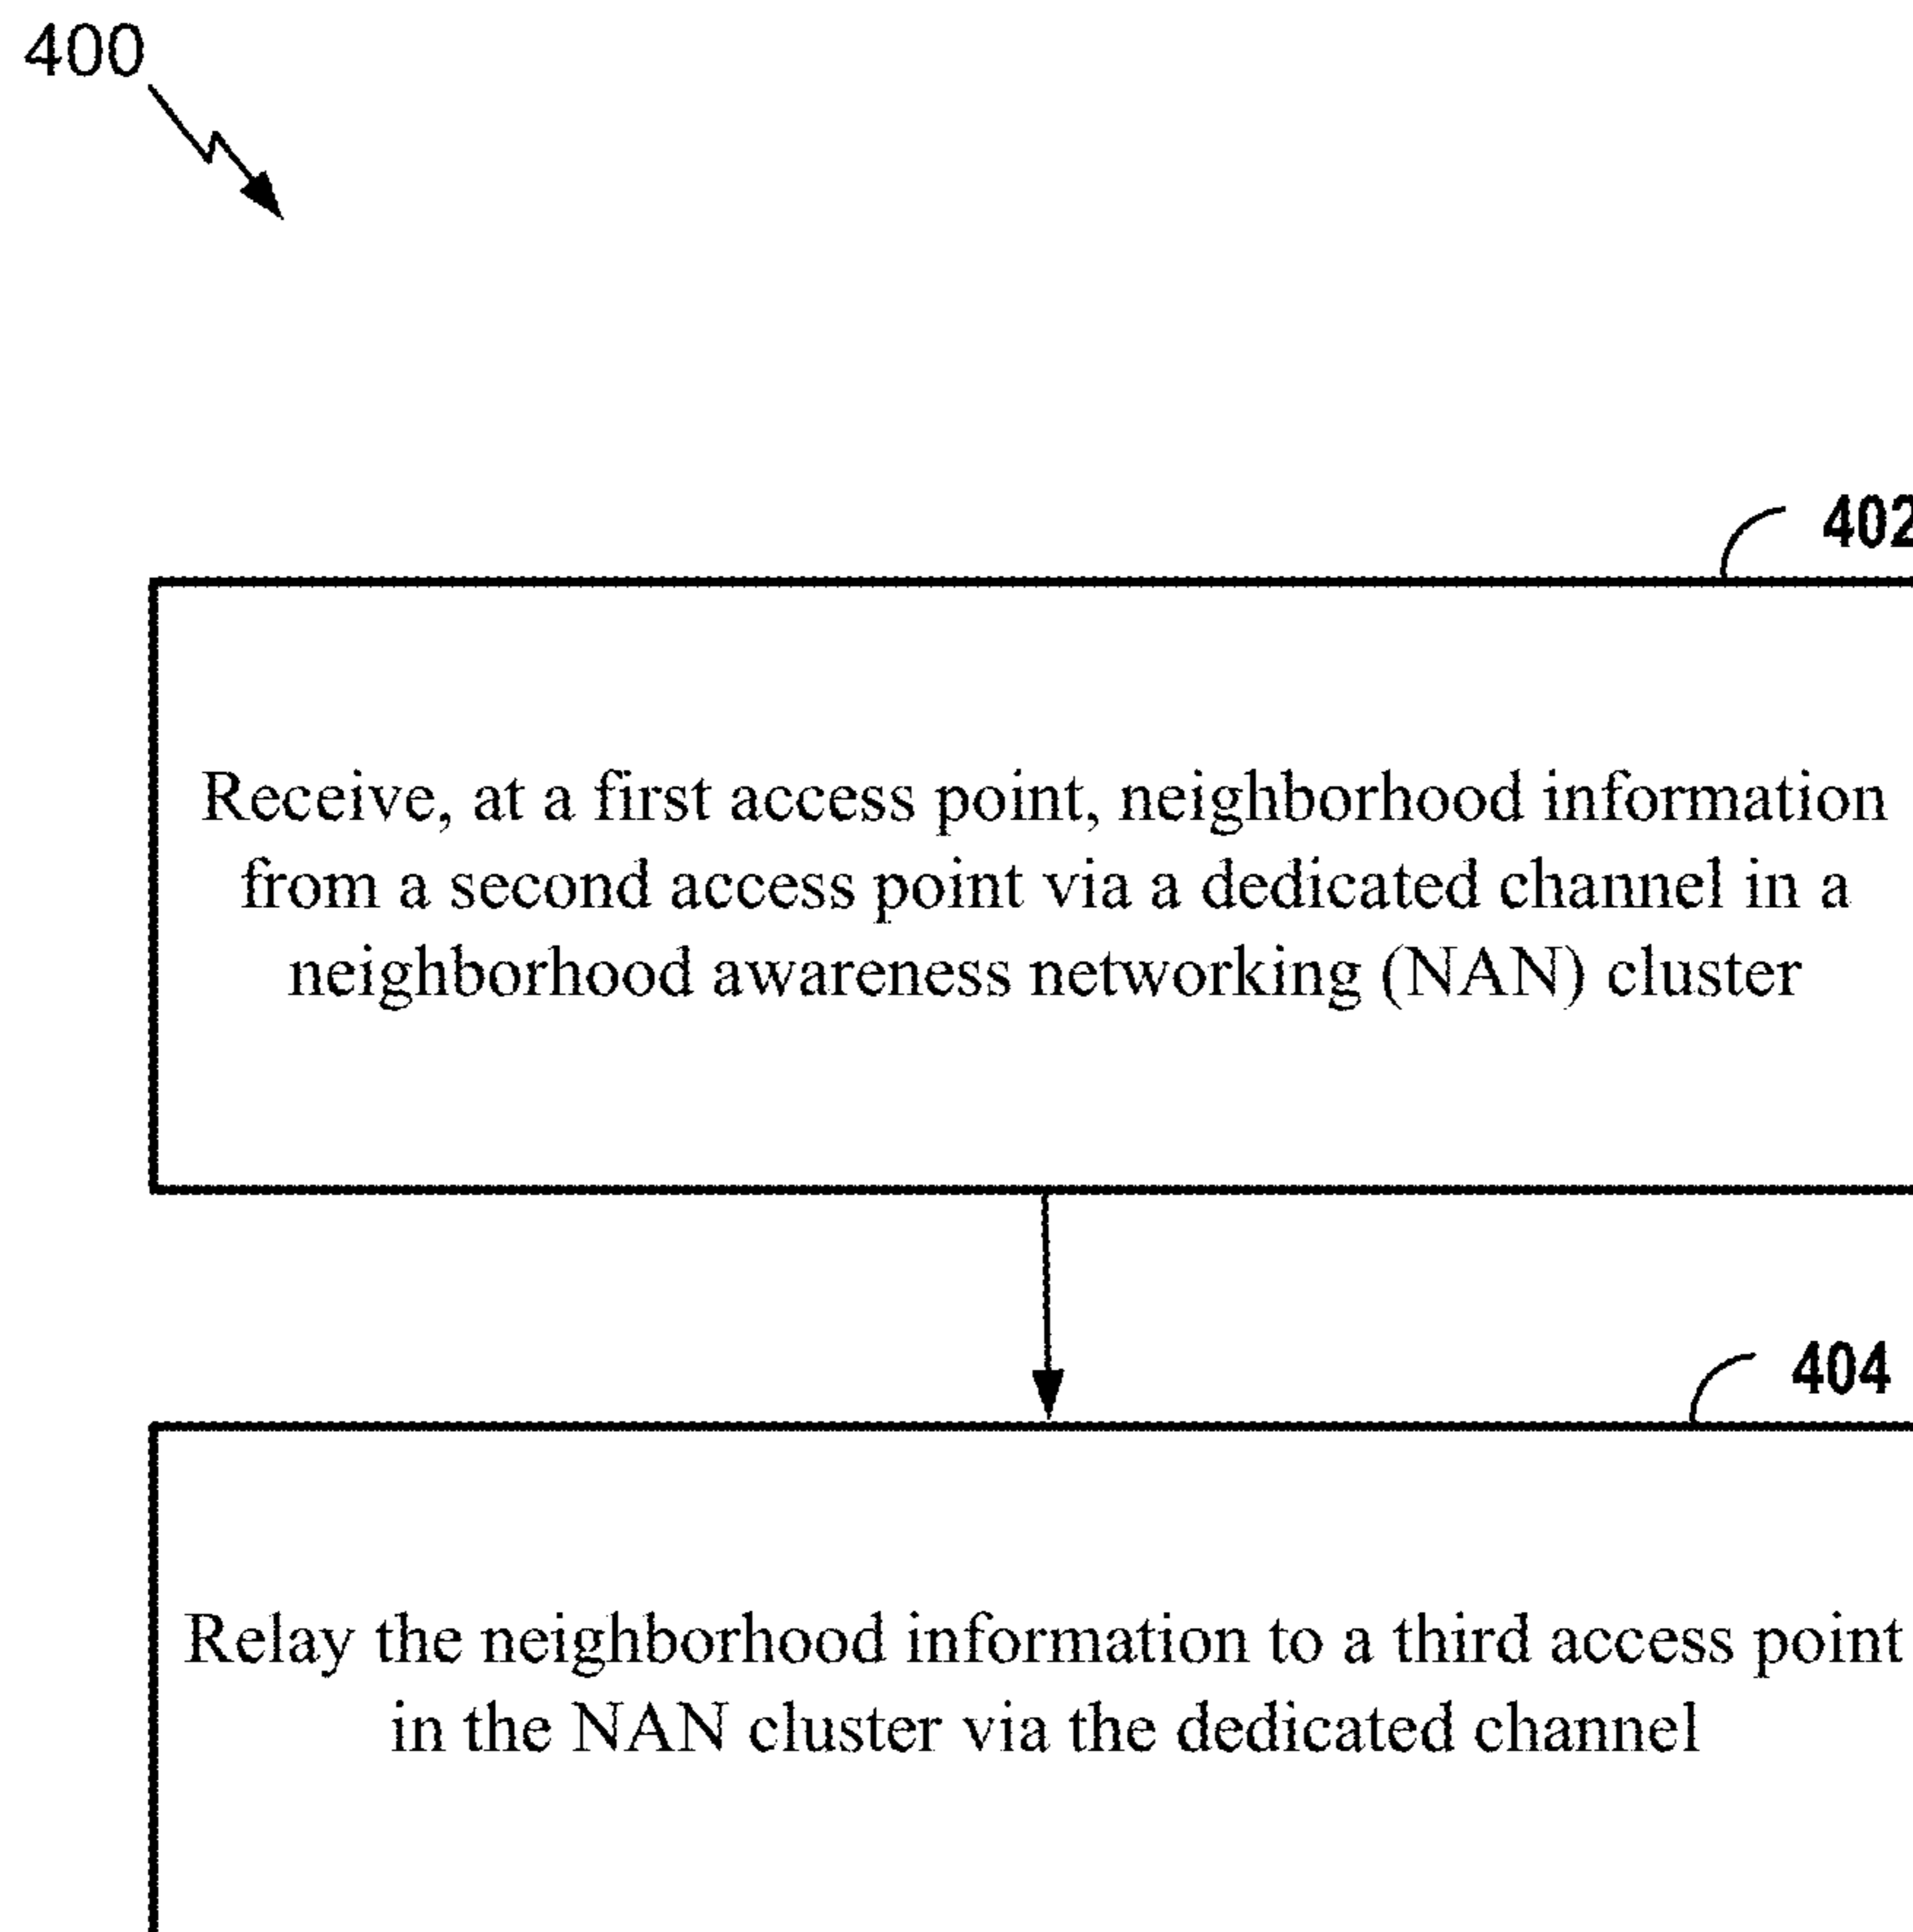 400
402
Receive, at a first access point, neighborhood information
from a second access point via a dedicated channel in a
neighborhood awareness networking (NAN) cluster
404
Relay the neighborhood information to a third access point
in the NAN cluster via the dedicated channel